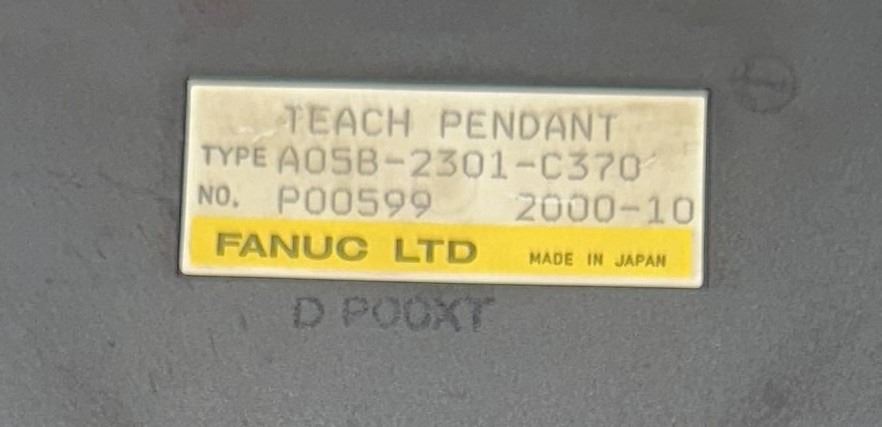 TEACH PENDANT
TYPE A05B-2301-C370
NO. P00599 2000-10
FANUC LTD MADE IN JAPAN
D POOXT